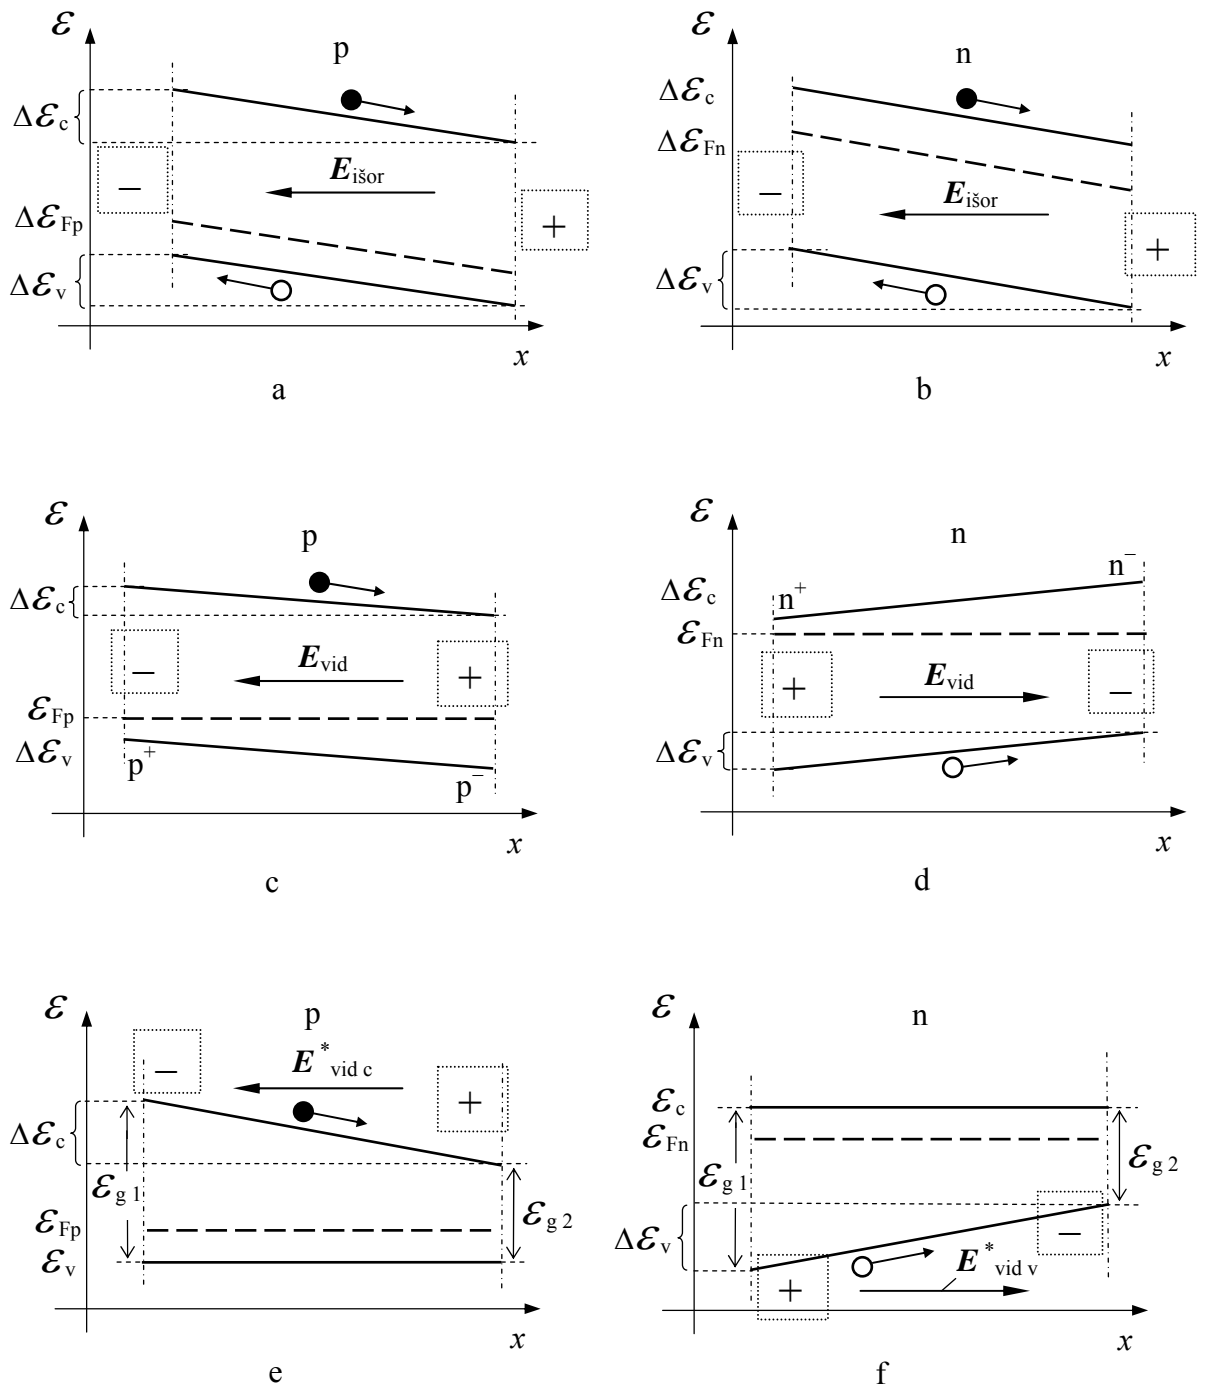 ℰ
p
Δℰc
−
Eišor
ΔℰFp
+
Δℰv
x
a
ℰ
n
Δℰc
ΔℰFn
−
Eišor
+
Δℰv
x
b
ℰ
p
Δℰc
−
Evid
+
ℰFp
Δℰv
p+
p−
x
c
ℰ
n
n−
Δℰc
n+
ℰFn
+
Evid
−
Δℰv
x
d
ℰ
p
−
E*vid c
+
Δℰc
ℰg 1
ℰg 2
ℰFp
ℰv
x
e
ℰ
n
ℰc
ℰFn
ℰg 1
ℰg 2
Δℰv
−
+
E*vid v
x
f